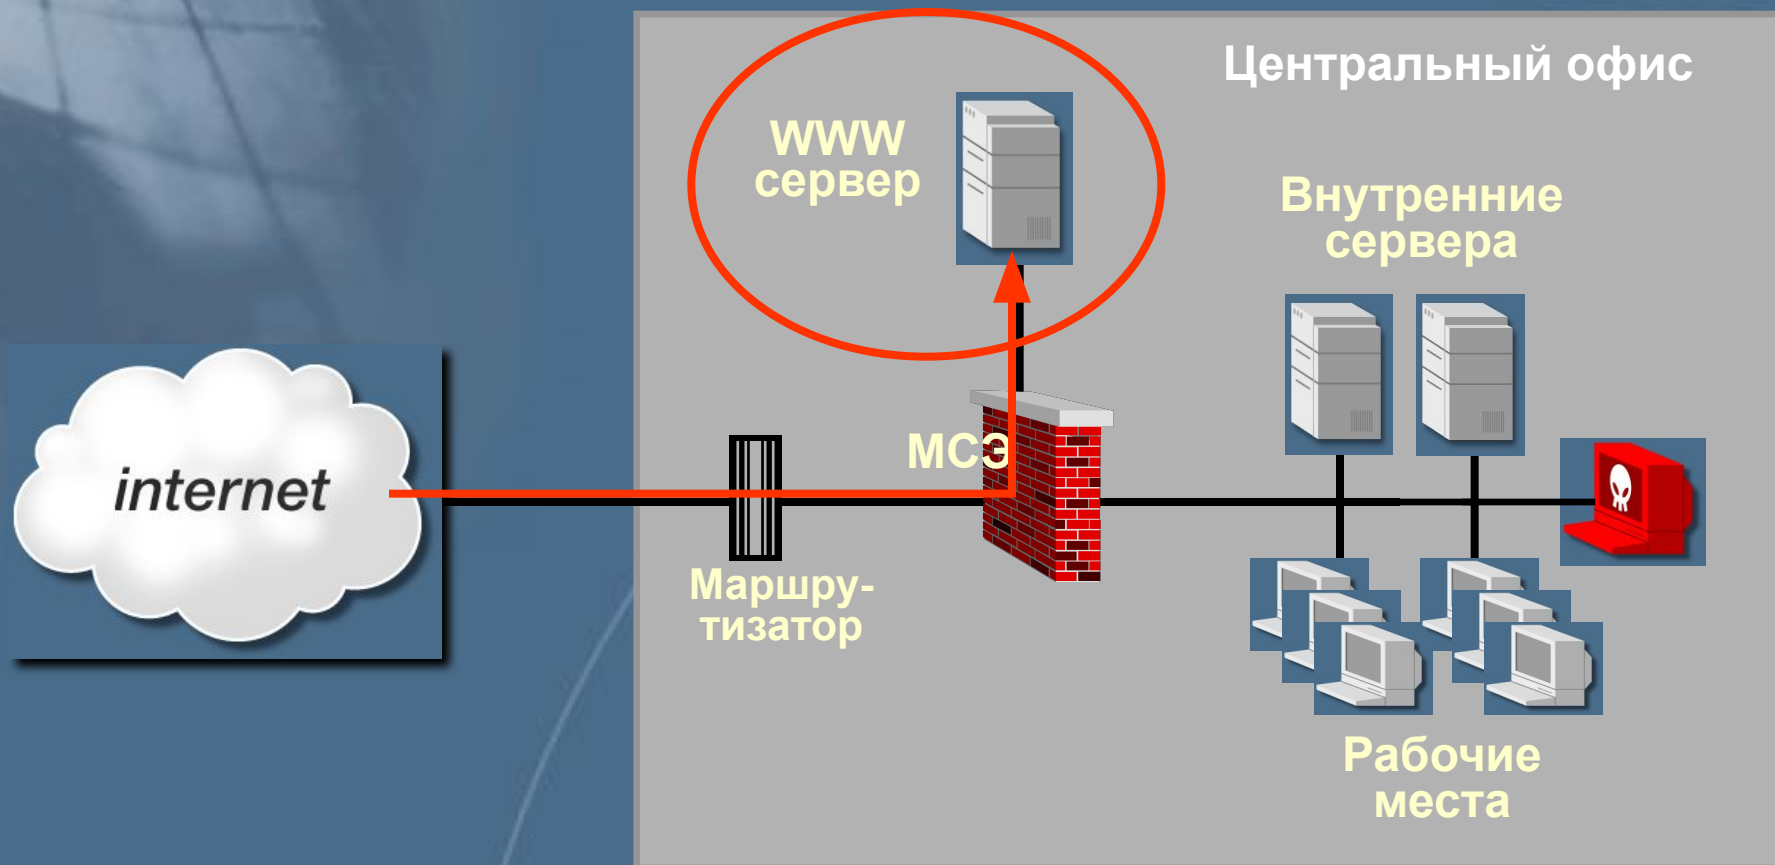 Центральный офис
WWW
сервер
Внутренние
сервера
МСЭ
internet
Маршру-
тизатор
Рабочие
места